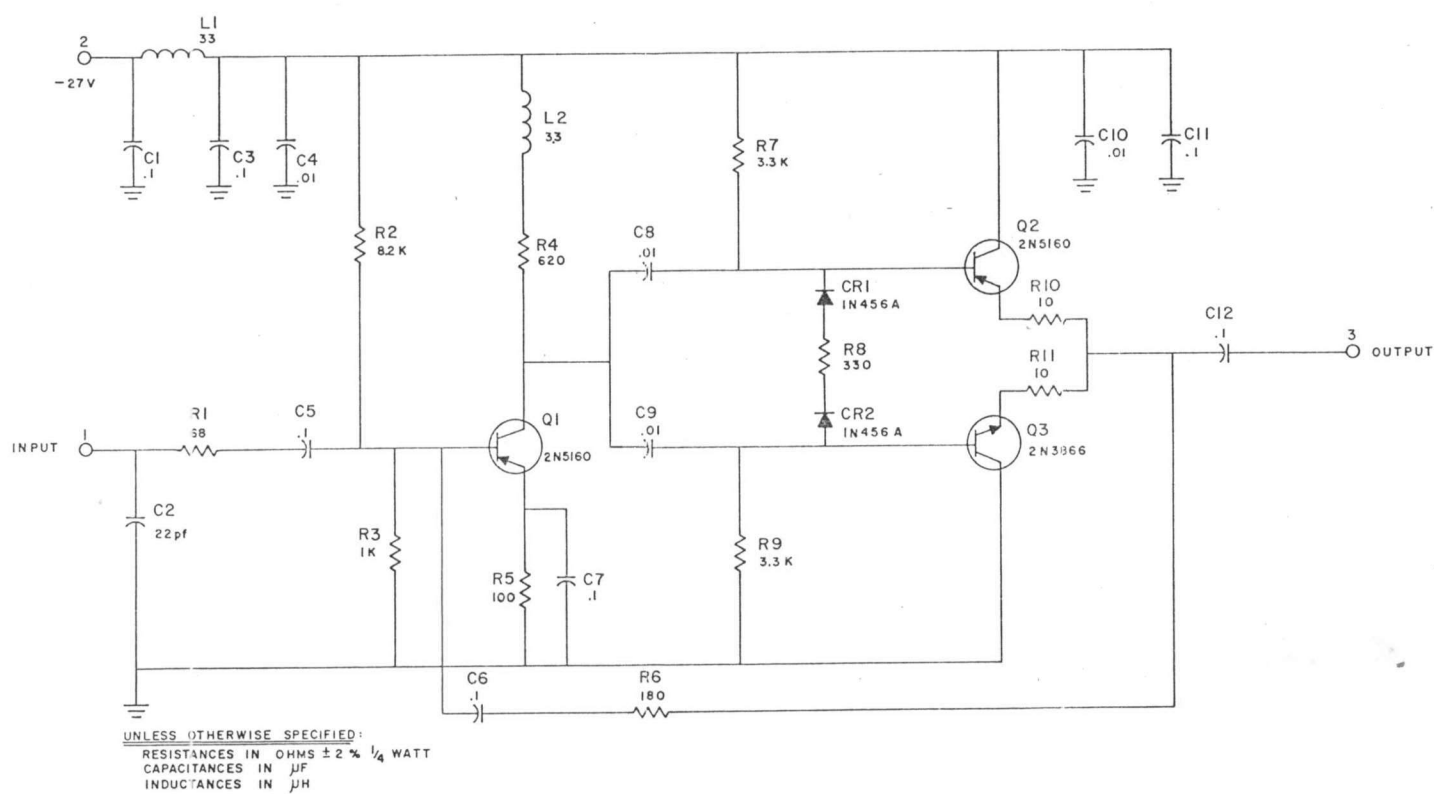 L1
33
2
-27V
C1
.1
C3
.1
C4
.01
L2
33
R7
3.3K
C10
.01
C11
.1
R2
8.2K
R4
620
C8
.01
Q2
2N5160
CR1
1N456A
R10
10
C12
.1
R8
330
3
OUTPUT
R11
10
INPUT
1
R1
68
C5
.1
Q1
2N5160
C9
.01
CR2
1N456A
Q3
2N3866
C2
22pf
R3
1K
R9
3.3K
R5
100
C7
.1
C6
.1
R6
180
UNLESS OTHERWISE SPECIFIED:
RESISTANCES IN OHMS ±2% 1/4 WATT
CAPACITANCES IN µF
INDUCTANCES IN µH